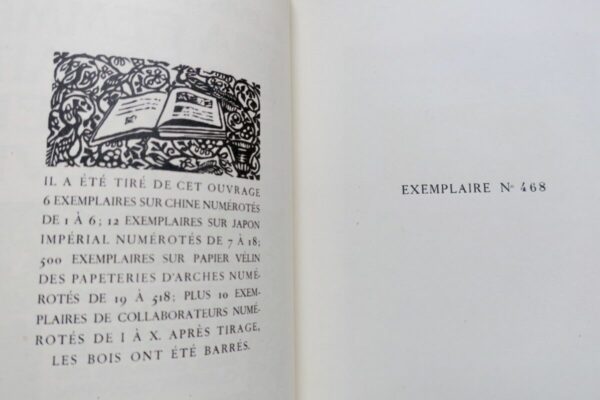 IL A ÉTÉ TIRÉ DE CET OUVRAGE
6 EXEMPLAIRES SUR CHINE NUMÉROTÉS
DE 1 À 6; 12 EXEMPLAIRES SUR JAPON
IMPÉRIAL NUMÉROTÉS DE 7 À 18;
500 EXEMPLAIRES SUR PAPIER VÉLIN
DES PAPETERIES D'ARCHES NUMÉ-
ROTÉS DE 19 À 518; PLUS 10 EXEM-
PLAIRES DE COLLABORATEURS NUMÉ-
ROTÉS DE I À X. APRÈS TIRAGE,
LES BOIS ONT ÉTÉ BARRÉS.
EXEMPLAIRE No 468